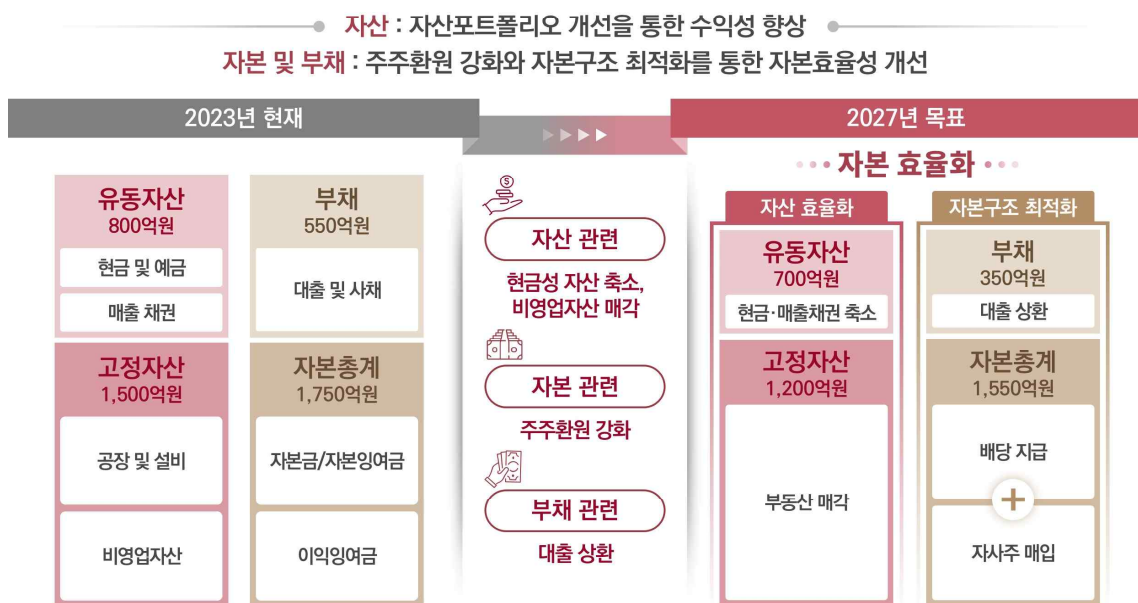 자산 : 자산포트폴리오 개선을 통한 수익성 향상
자본 및 부채 : 주주환원 강화와 자본구조 최적화를 통한 자본효율성 개선
2023년 현재
유동자산
800억원
현금 및 예금
매출 채권
고정자산
1,500억원
공장 및 설비
비영업자산
부채
550억원
대출 및 사채
자본총계
1,750억원
자본금/자본잉여금
이익잉여금
자산 관련
현금성 자산 축소,
비영업자산 매각
자본 관련
주주환원 강화
부채 관련
대출 상환
2027년 목표
자본 효율화
자산 효율화
유동자산
700억원
현금·매출채권 축소
고정자산
1,200억원
부동산 매각
자본구조 최적화
부채
350억원
대출 상환
자본총계
1,550억원
배당 지급
+
자사주 매입